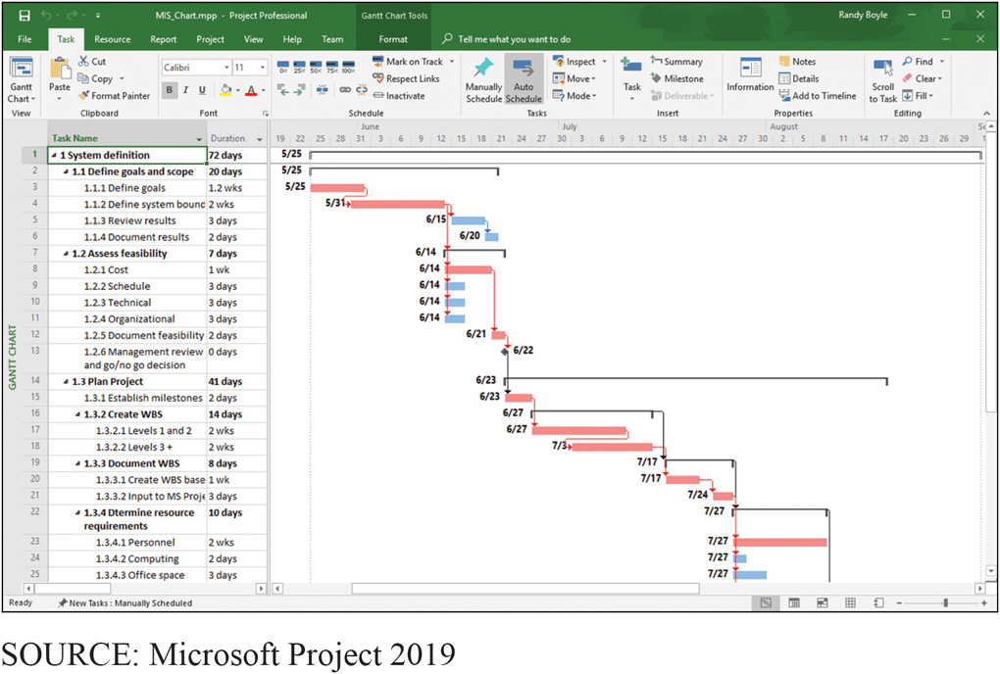 MIS_Chart.mpp - Project Professional
Gantt Chart Tools
Randy Boyle
File Task Resource Report Project View Help Team Format Tell me what you want to do
Gantt Chart
View
Paste
Cut
Copy
Format Painter
Clipboard
Calibri 11
B I U A
Font
0% 25% 50% 75% 100%
Mark on Track
Respect Links
Inactivate
Schedule
Manually Schedule
Auto Schedule
Inspect
Move
Mode
Tasks
Task
Summary
Milestone
Deliverable
Insert
Information
Notes
Details
Add to Timeline
Properties
Scroll to Task
Find
Clear
Fill
Editing
Task Name Duration
June July August
19 22 25 28 31 3 6 9 12 15 18 21 24 27 30 3 6 9 12 15 18 21 24 27 30 2 5 8 11 14 17 20 23 26 29
1 1 System definition 72 days 5/25
2 1.1 Define goals and scope 20 days 5/25
3 1.1.1 Define goals 1.2 wks 5/25
4 1.1.2 Define system bound 2 wks 5/31
5 1.1.3 Review results 3 days 6/15
6 1.1.4 Document results 2 days 6/20
7 1.2 Assess feasibility 7 days 6/14
8 1.2.1 Cost 1 wk 6/14
9 1.2.2 Schedule 3 days 6/14
10 1.2.3 Technical 3 days 6/14
11 1.2.4 Organizational 3 days 6/14
12 1.2.5 Document feasibility 2 days 6/21
13 1.2.6 Management review 0 days 6/22
and go/no go decision
14 1.3 Plan Project 41 days 6/23
15 1.3.1 Establish milestones 2 days 6/23
16 1.3.2 Create WBS 14 days 6/27
17 1.3.2.1 Levels 1 and 2 2 wks 6/27
18 1.3.2.2 Levels 3 + 2 wks 7/3
19 1.3.3 Document WBS 8 days 7/17
20 1.3.3.1 Create WBS base 1 wk 7/17
21 1.3.3.2 Input to MS Proje 3 days 7/24
22 1.3.4 Dtermine resource 10 days 7/27
requirements
23 1.3.4.1 Personnel 2 wks 7/27
24 1.3.4.2 Computing 2 days 7/27
25 1.3.4.3 Office space 3 days 7/27
GANTT CHART
Ready New Tasks : Manually Scheduled
SOURCE: Microsoft Project 2019